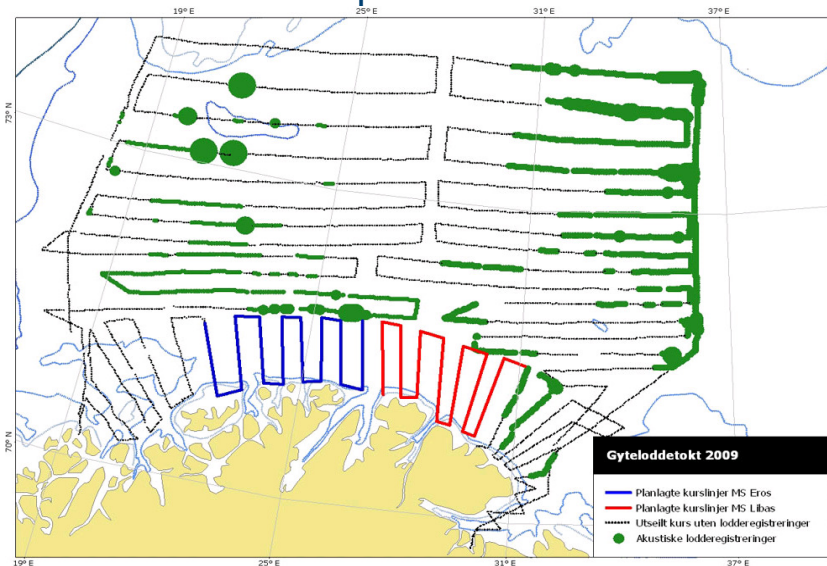 19° E
25° E
31° E
37° E
73° N
70° N
Gyteloddetokt 2009
Planlagte kurslinjer MS Eros
Planlagte kurslinjer MS Libas
Utseilt kurs uten lodderegistreringer
Akustiske lodderegistreringer
19° E
25° E
31° E
37° E